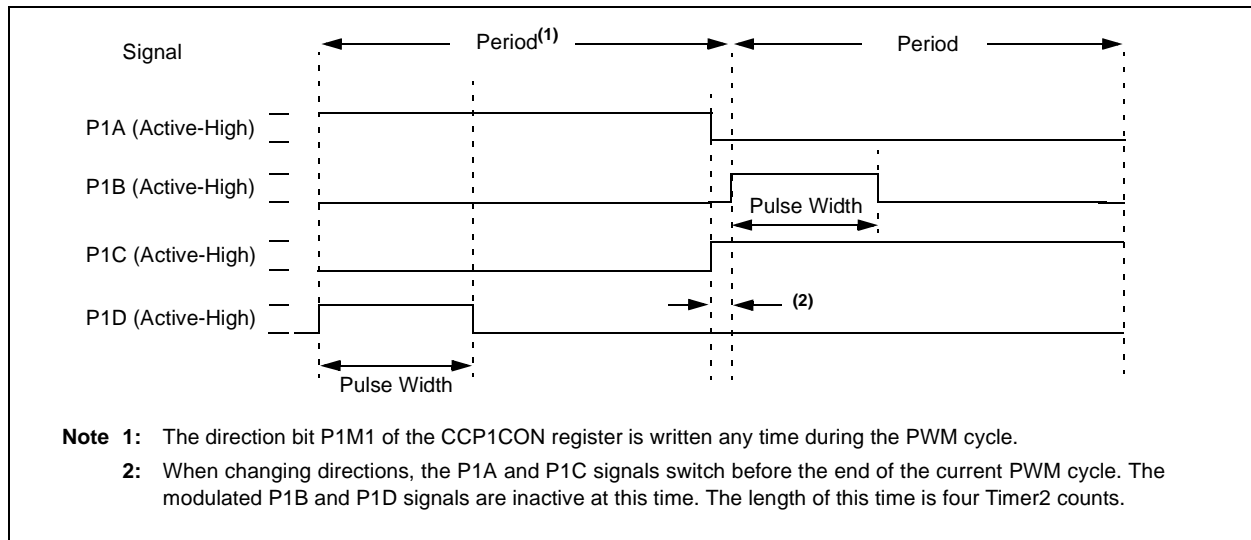 Signal
Period(1)
Period
P1A (Active-High)
P1B (Active-High)
Pulse Width
P1C (Active-High)
(2)
P1D (Active-High)
Pulse Width
Note 1: The direction bit P1M1 of the CCP1CON register is written any time during the PWM cycle.
2: When changing directions, the P1A and P1C signals switch before the end of the current PWM cycle. The
modulated P1B and P1D signals are inactive at this time. The length of this time is four Timer2 counts.